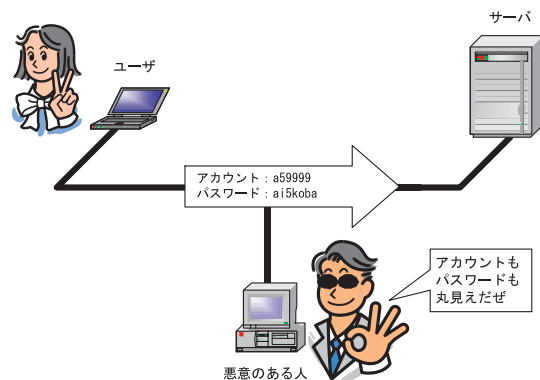 サーバ
ユーザ
アカウント：a59999
パスワード：ai5koba
アカウントも
パスワードも
丸見えだぜ
悪意のある人